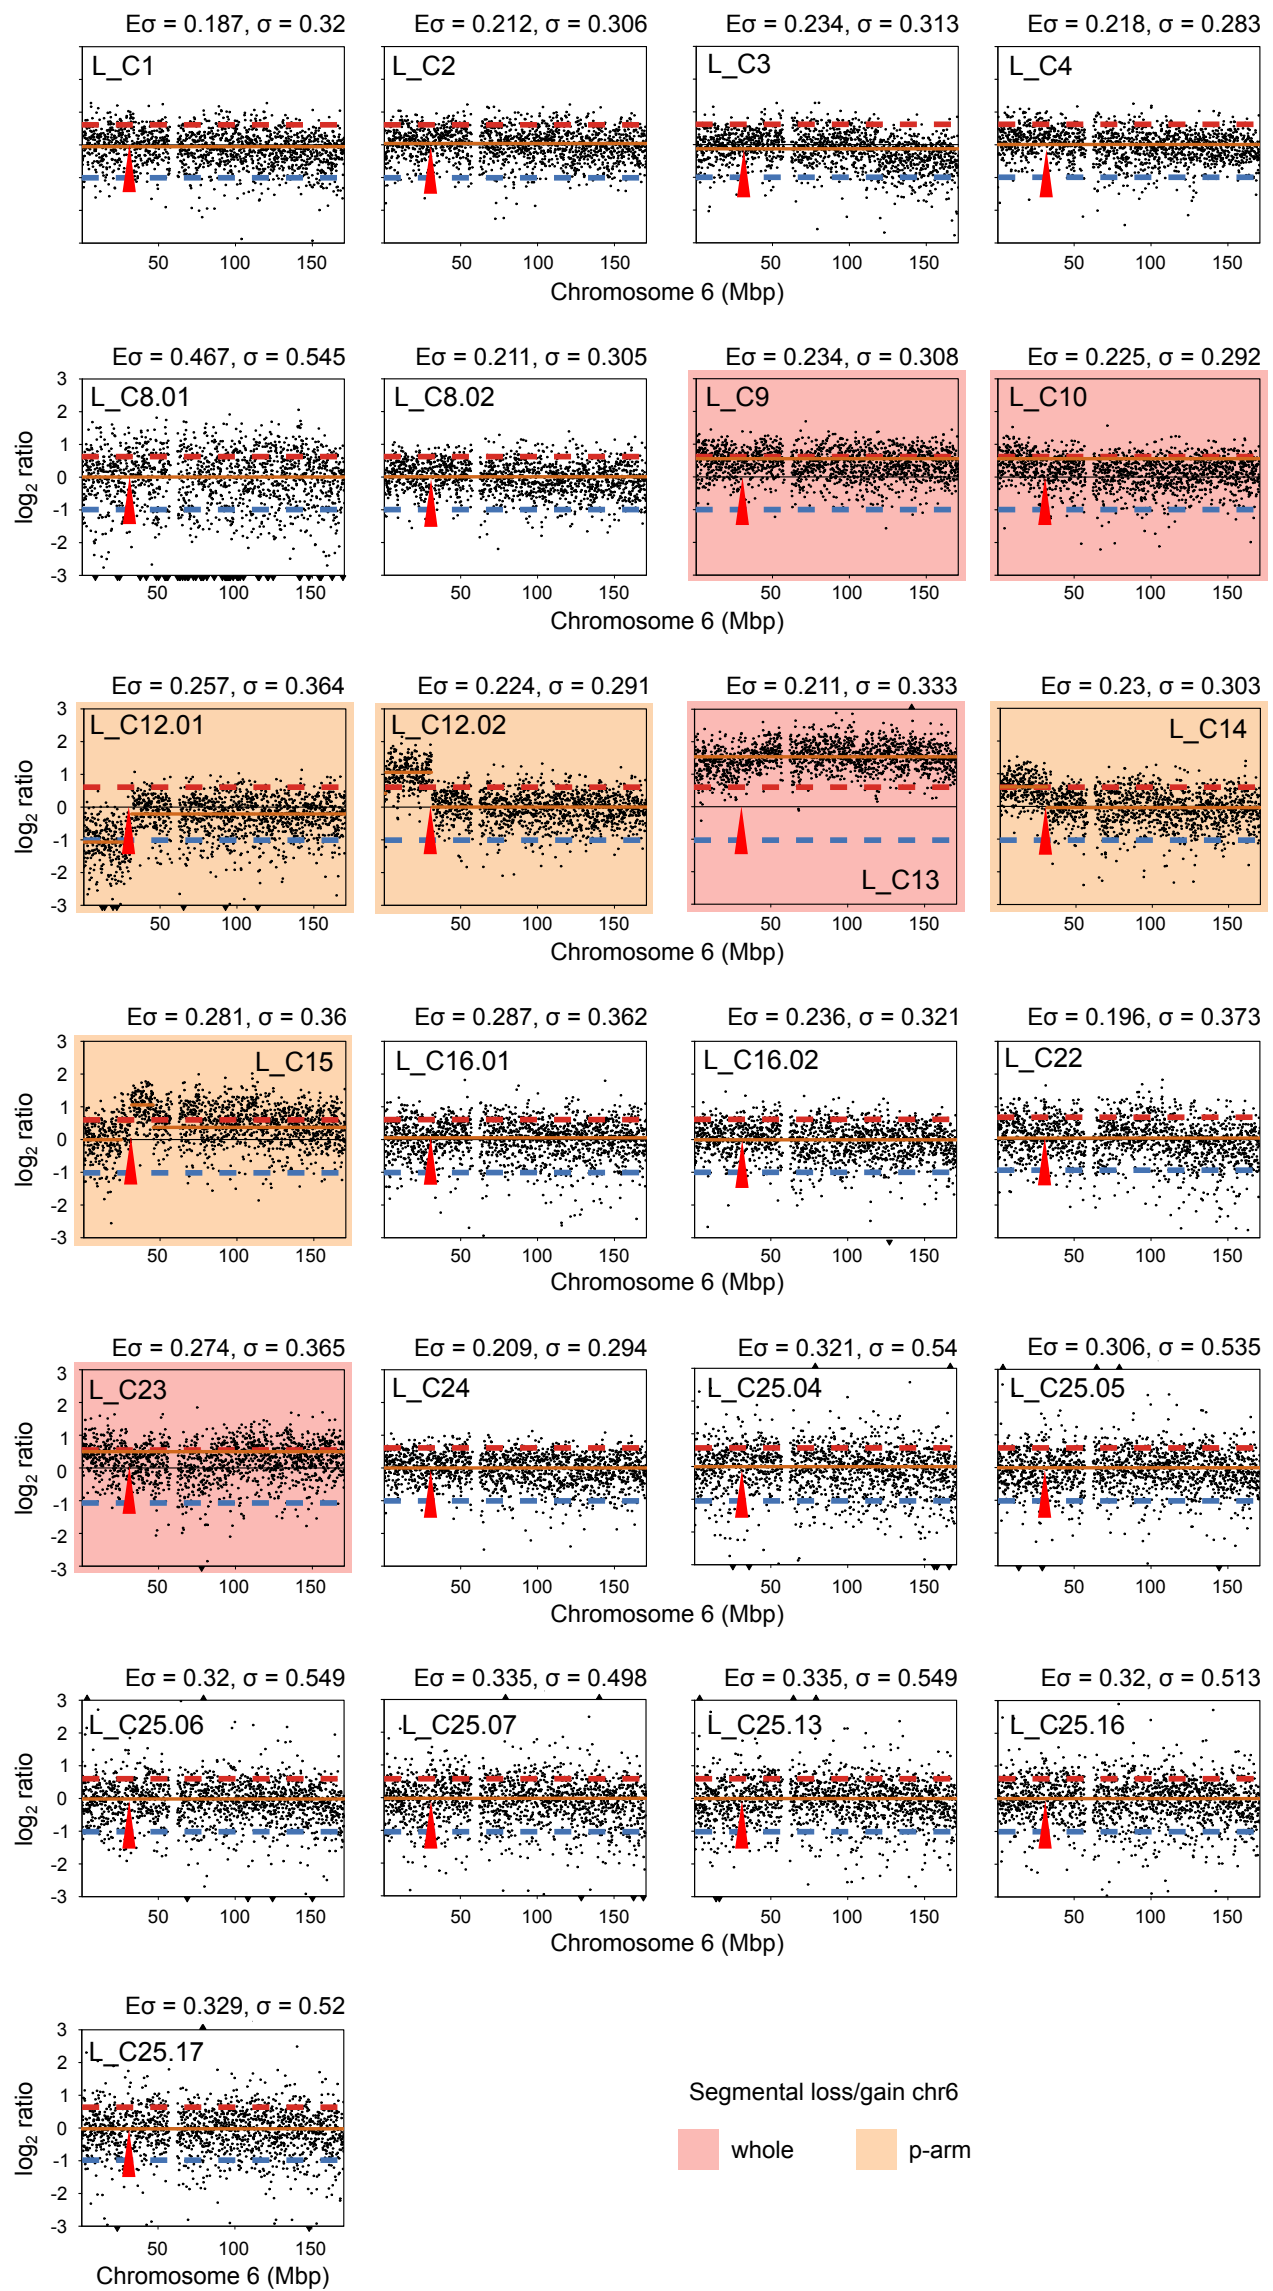 Eσ = 0.187, σ = 0.32
Eσ = 0.212, σ = 0.306
Eσ = 0.234, σ = 0.313
Eσ = 0.218, σ = 0.283
L_C1
L_C2
L_C3
L_C4
50 100 150
50 100 150
50 100 150
50 100 150
Chromosome 6 (Mbp)
Eσ = 0.467, σ = 0.545
Eσ = 0.211, σ = 0.305
Eσ = 0.234, σ = 0.308
Eσ = 0.225, σ = 0.292
log2 ratio
3
2
1
0
-1
-2
-3
L_C8.01
L_C8.02
L_C9
L_C10
50 100 150
50 100 150
50 100 150
50 100 150
Chromosome 6 (Mbp)
Eσ = 0.257, σ = 0.364
Eσ = 0.224, σ = 0.291
Eσ = 0.211, σ = 0.333
Eσ = 0.23, σ = 0.303
log2 ratio
3
2
1
0
-1
-2
-3
L_C12.01
L_C12.02
L_C13
L_C14
50 100 150
50 100 150
50 100 150
50 100 150
Chromosome 6 (Mbp)
Eσ = 0.281, σ = 0.36
Eσ = 0.287, σ = 0.362
Eσ = 0.236, σ = 0.321
Eσ = 0.196, σ = 0.373
log2 ratio
3
2
1
0
-1
-2
-3
L_C15
L_C16.01
L_C16.02
L_C22
50 100 150
50 100 150
50 100 150
50 100 150
Chromosome 6 (Mbp)
Eσ = 0.274, σ = 0.365
Eσ = 0.209, σ = 0.294
Eσ = 0.321, σ = 0.54
Eσ = 0.306, σ = 0.535
log2 ratio
3
2
1
0
-1
-2
-3
L_C23
L_C24
L_C25.04
L_C25.05
50 100 150
50 100 150
50 100 150
50 100 150
Chromosome 6 (Mbp)
Eσ = 0.32, σ = 0.549
Eσ = 0.335, σ = 0.498
Eσ = 0.335, σ = 0.549
Eσ = 0.32, σ = 0.513
log2 ratio
3
2
1
0
-1
-2
-3
L_C25.06
L_C25.07
L_C25.13
L_C25.16
50 100 150
50 100 150
50 100 150
50 100 150
Chromosome 6 (Mbp)
Eσ = 0.329, σ = 0.52
log2 ratio
3
2
1
0
-1
-2
-3
L_C25.17
50 100 150
Chromosome 6 (Mbp)
Segmental loss/gain chr6
whole
p-arm